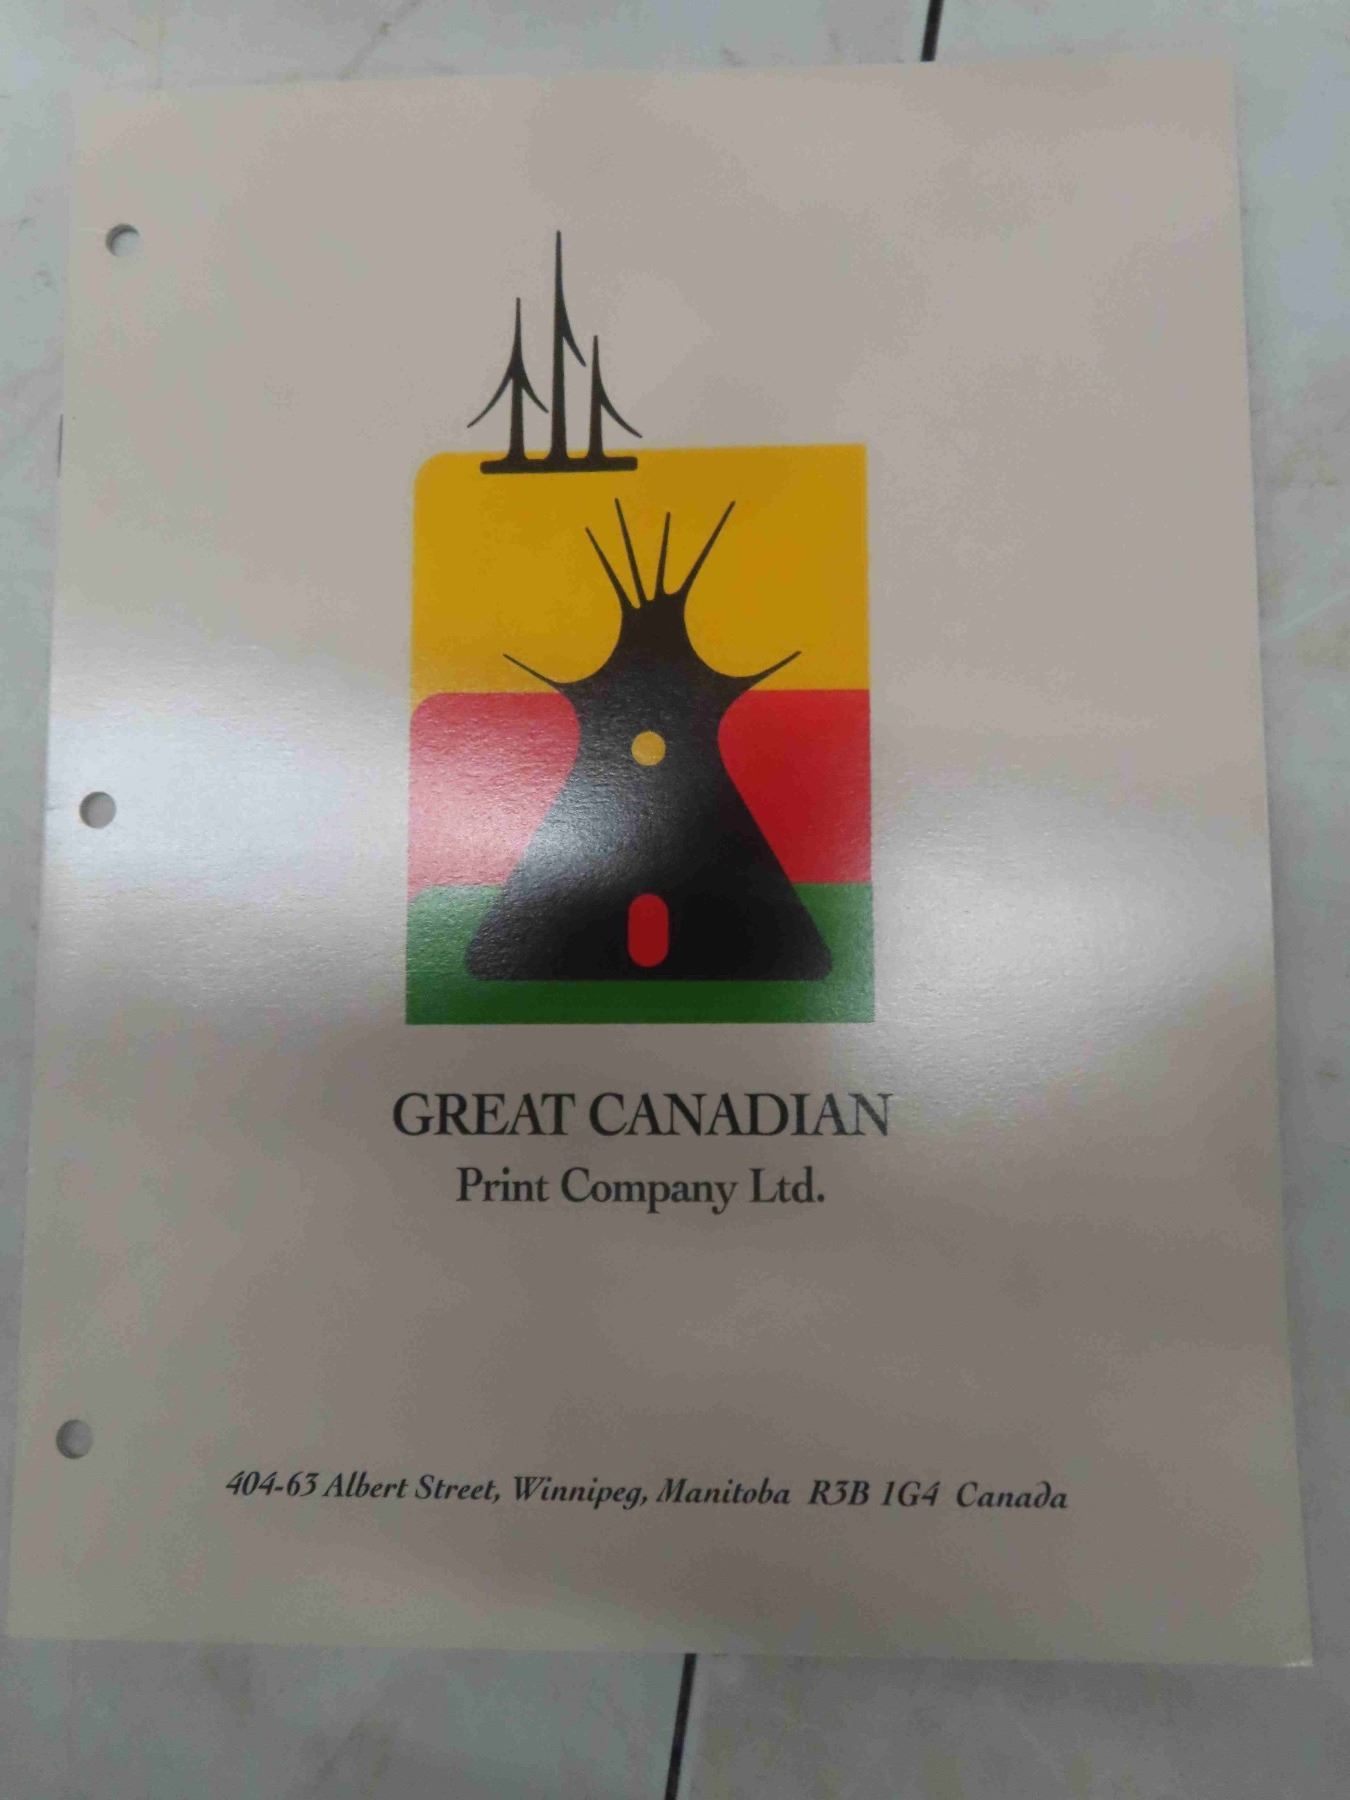 GREAT CANADIAN
Print Company Ltd.
404-63 Albert Street, Winnipeg, Manitoba R3B 1G4 Canada